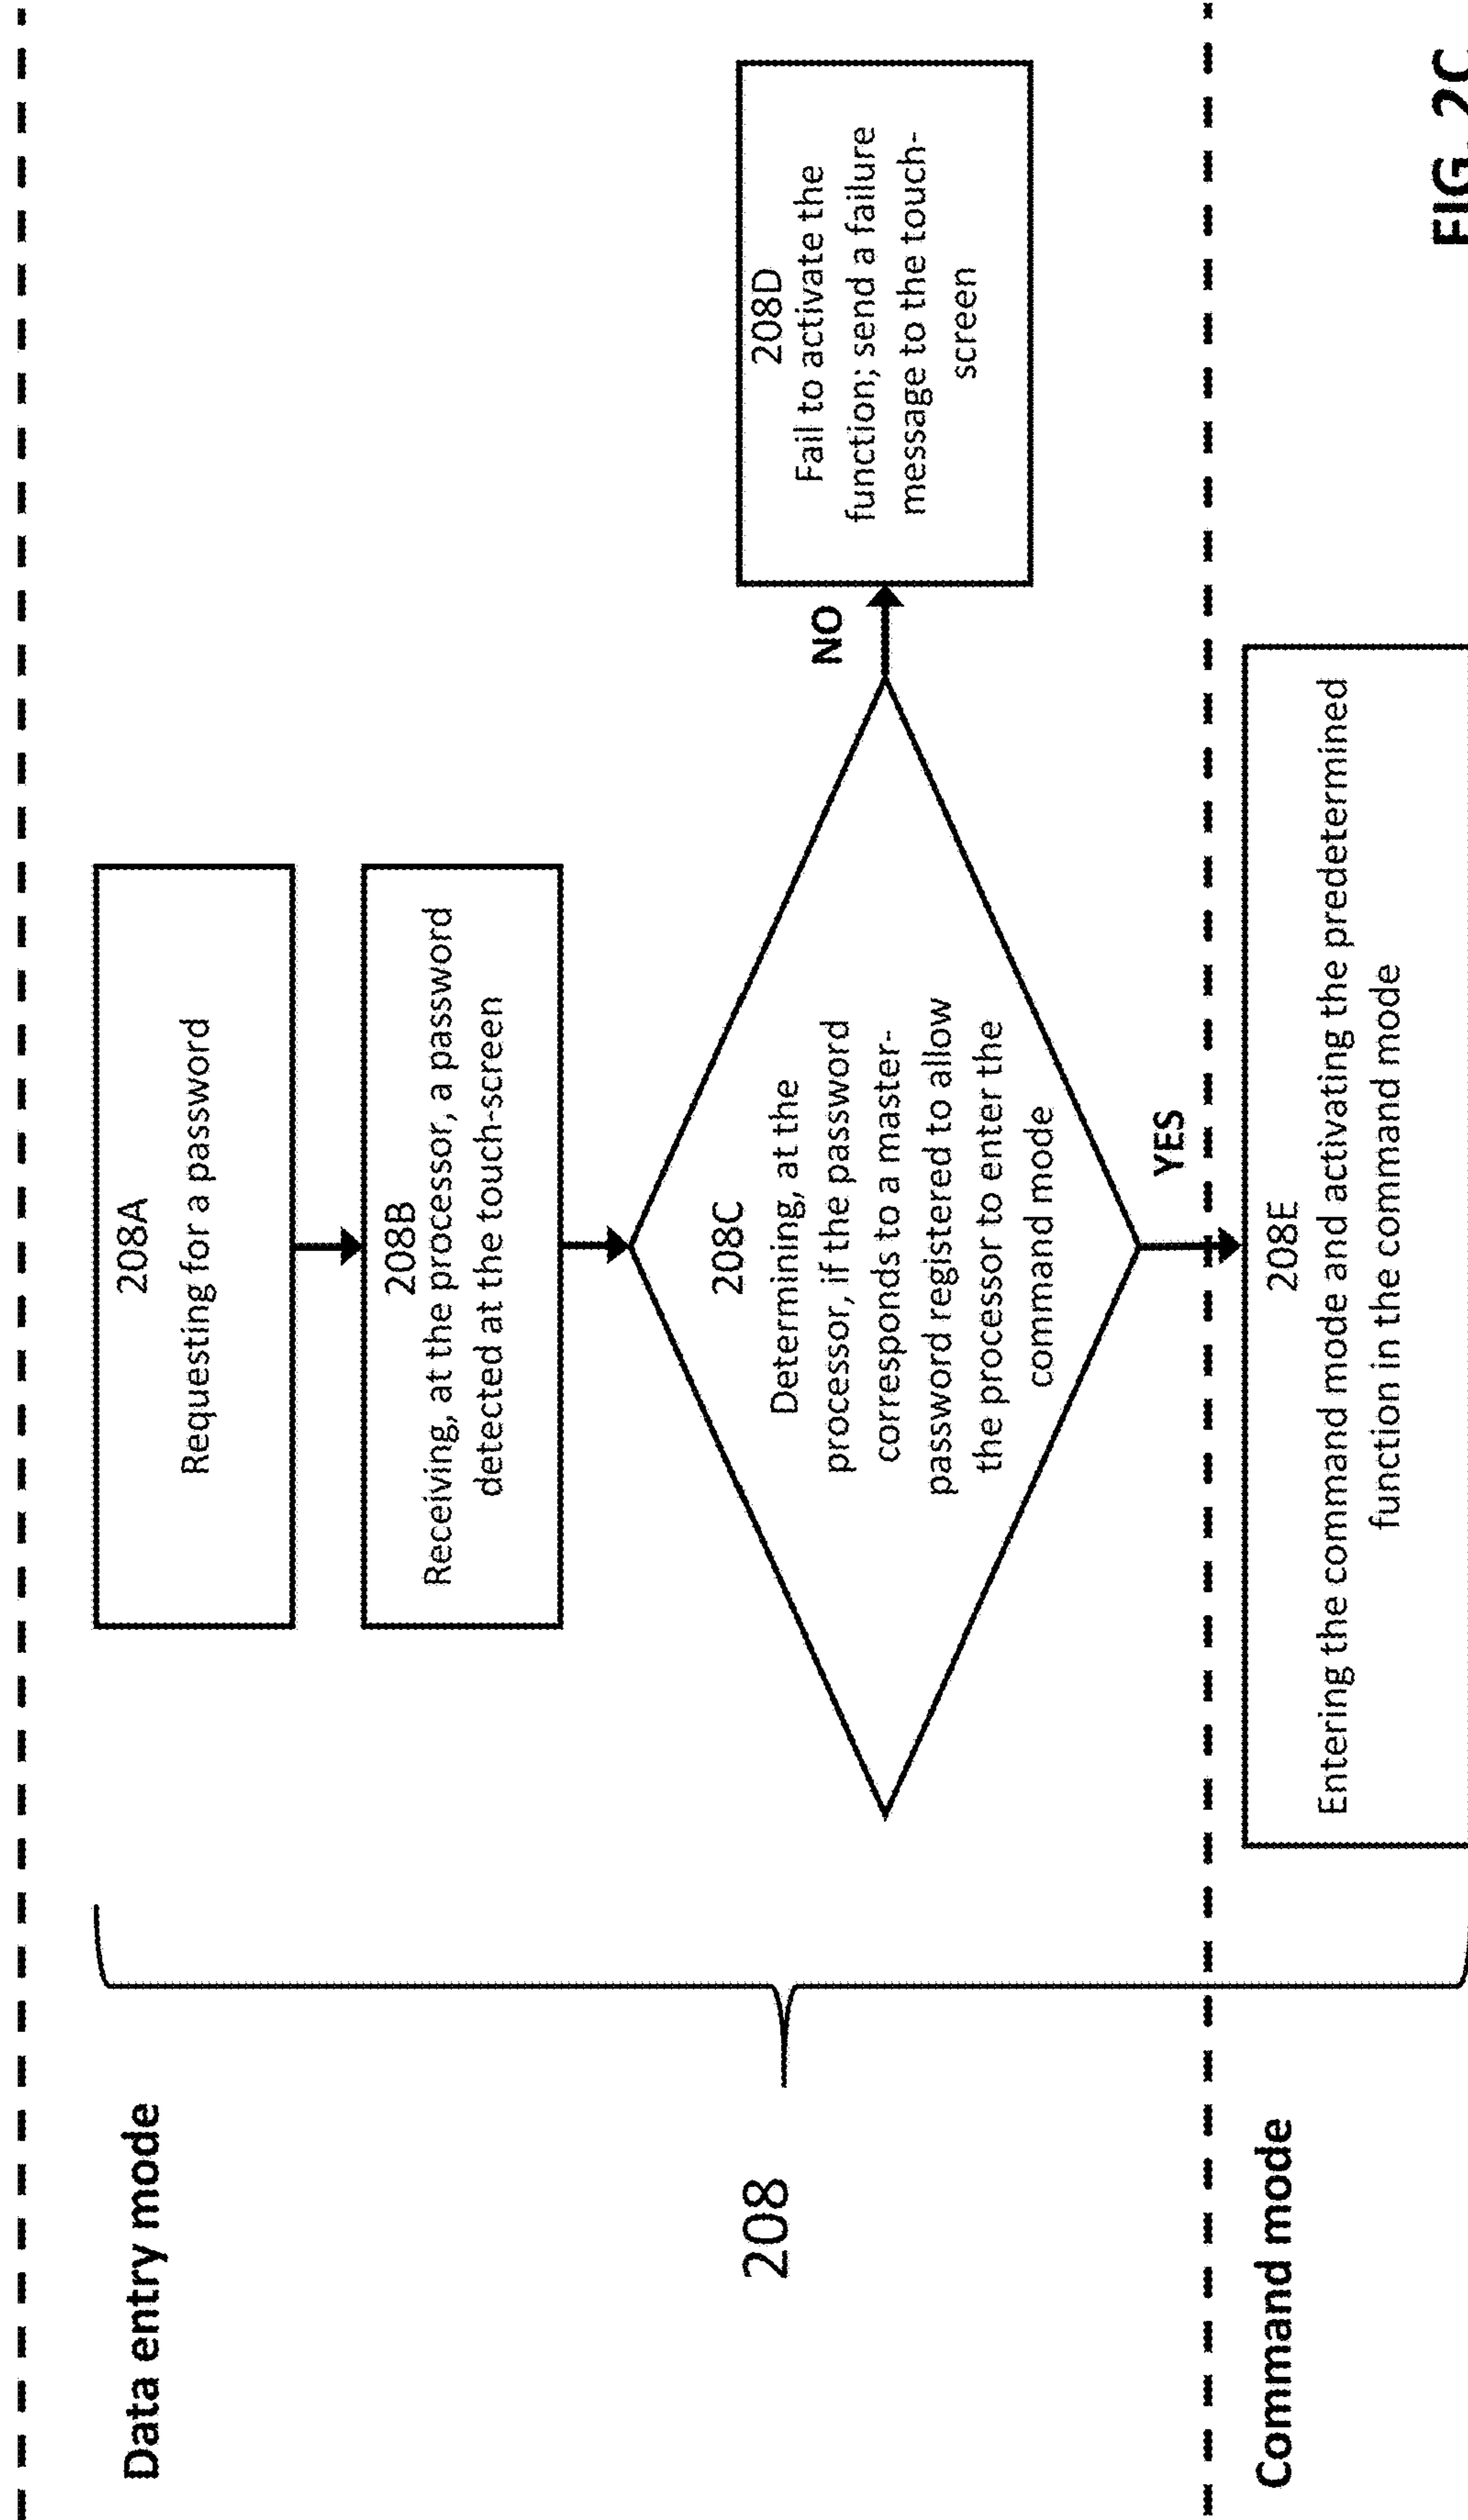 Data entry mode
208A
Requesting for a password
208B
Receiving, at the processor, a password
detected at the touch-screen
208C
Determining, at the
processor, if the password
corresponds to a master-
password registered to allow
the processor to enter the
command mode
NO
208D
Fail to activate the
function; send a failure
message to the touch-
screen
208
YES
Command mode
208E
Entering the command mode and activating the predetermined
function in the command mode
FIG. 2C